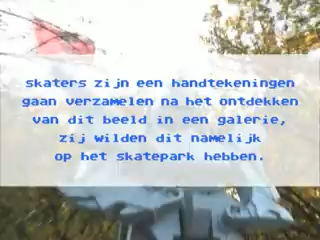 skaters zijn een handtekeningen
gaan verzamelen na het ontdekken
van dit beeld in een galerie,
zij wilden dit namelijk
op het skatepark hebben.